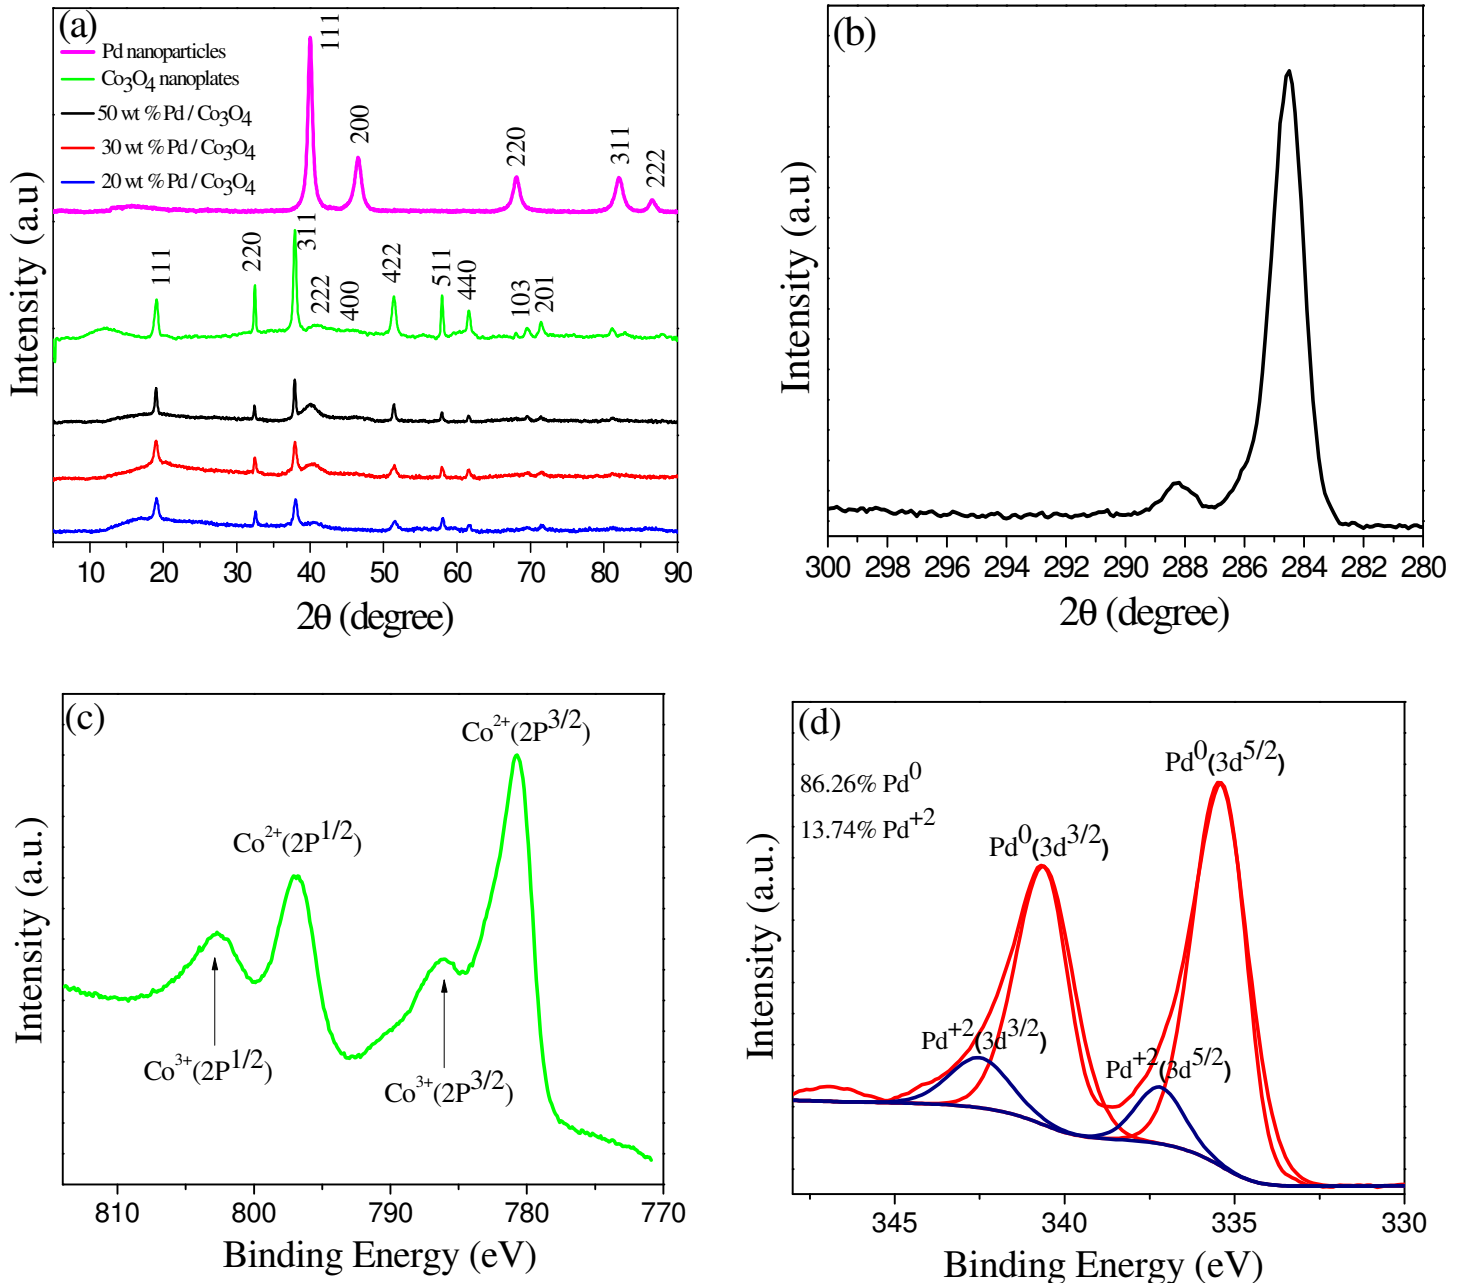 (a)
Pd nanoparticles
Co3O4 nanoplates
50 wt % Pd / Co3O4
30 wt % Pd / Co3O4
20 wt % Pd / Co3O4
111
200
220
311
222
111
220
311
222
400
422
511
440
103
201
Intensity (a.u)
10 20 30 40 50 60 70 80 90
2θ (degree)
(b)
Intensity (a.u)
300 298 296 294 292 290 288 286 284 282 280
2θ (degree)
(c)
Co2+(2P3/2)
Co2+(2P1/2)
Co3+(2P1/2)
Co3+(2P3/2)
Intensity (a.u.)
810 800 790 780 770
Binding Energy (eV)
(d)
86.26% Pd0
13.74% Pd+2
Pd0(3d5/2)
Pd0(3d3/2)
Pd+2(3d3/2)
Pd+2(3d5/2)
Intensity (a.u.)
345 340 335 330
Binding Energy (eV)